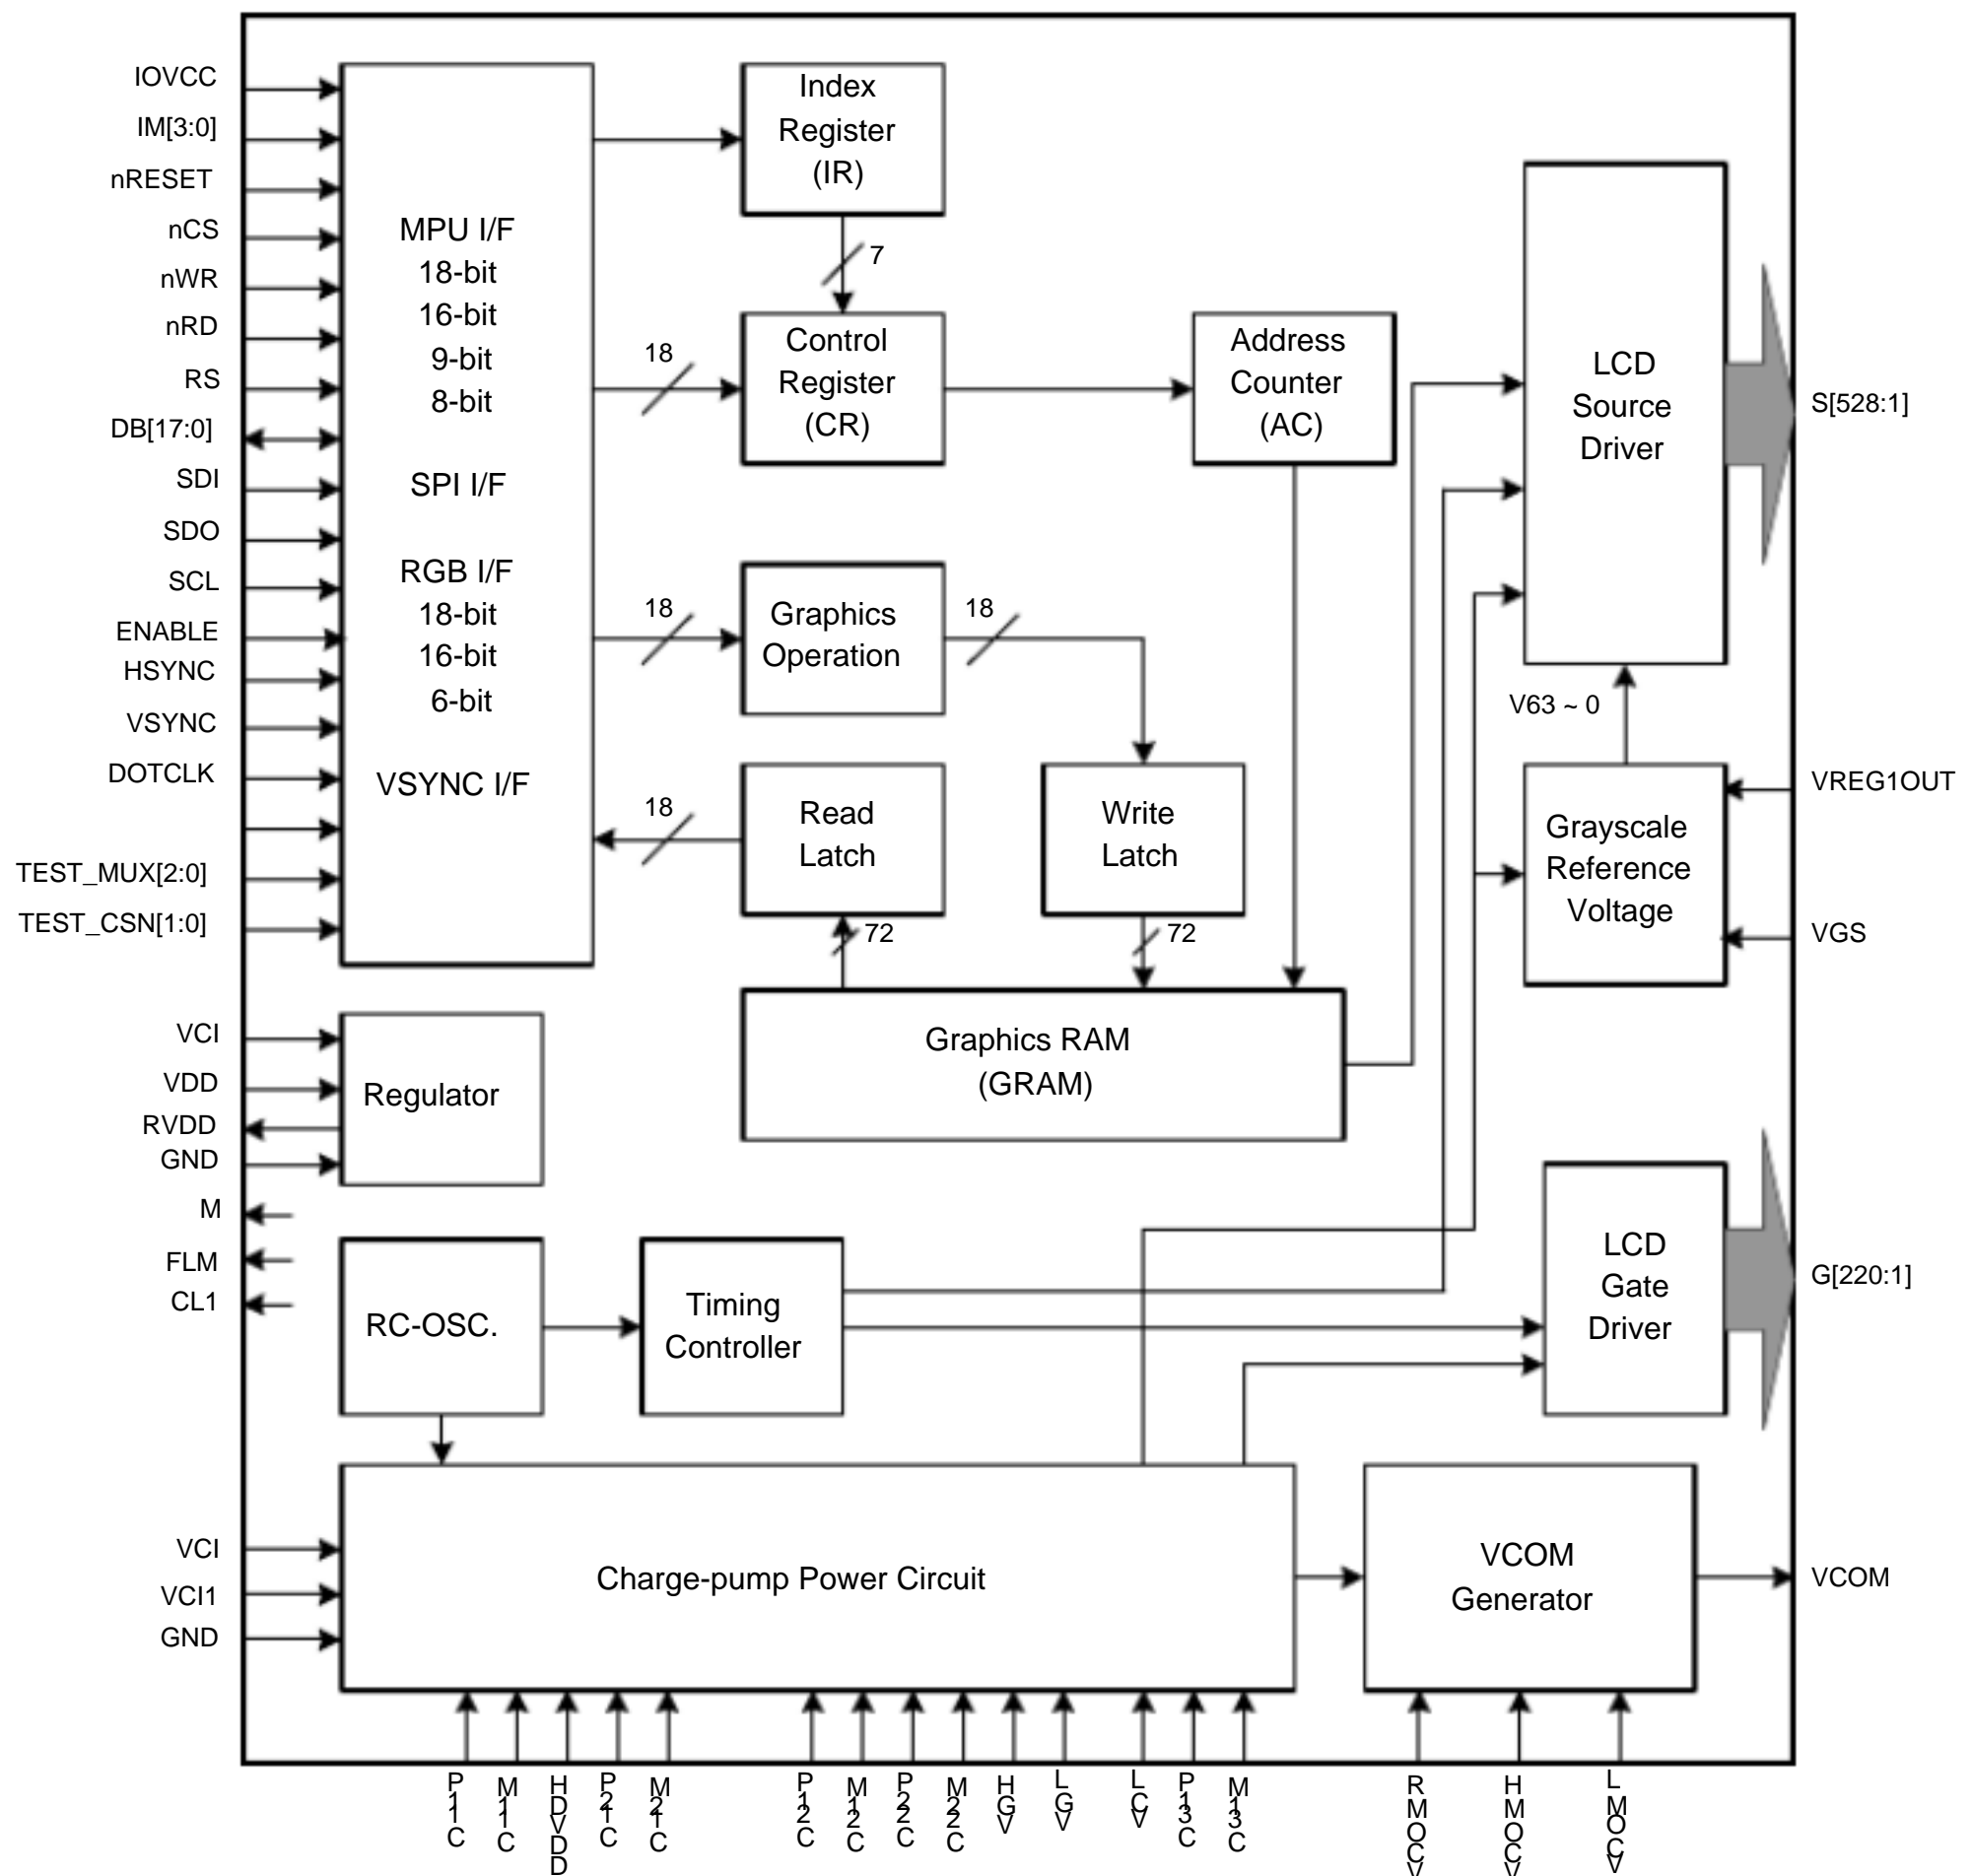 IOVCC
IM[3:0]
nRESET
nCS
nWR
nRD
RS
DB[17:0]
SDI
SDO
SCL
ENABLE
HSYNC
VSYNC
DOTCLK
TEST_MUX[2:0]
TEST_CSN[1:0]
VCI
VDD
RVDD
GND
M
FLM
CL1
VCI
VCI1
GND
MPU I/F
18-bit
16-bit
9-bit
8-bit
SPI I/F
RGB I/F
18-bit
16-bit
6-bit
VSYNC I/F
Index
Register
(IR)
7
18
Control
Register
(CR)
Address
Counter
(AC)
18
Graphics
Operation
18
18
Read
Latch
Write
Latch
72
72
Graphics RAM
(GRAM)
LCD
Source
Driver
S[528:1]
V63 ~ 0
Grayscale
Reference
Voltage
VREG1OUT
VGS
Regulator
RC-OSC.
Timing
Controller
LCD
Gate
Driver
G[220:1]
Charge-pump Power Circuit
VCOM
Generator
VCOM
P11C
M11C
HDVDD
P21C
M21C
P12C
M12C
P22C
M22C
HGV
LGV
LCV
P13C
M13C
RMOCV
HMOCV
LMOCV